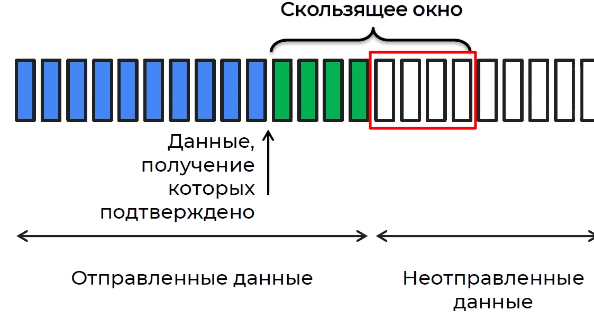 Скользящее окно
Данные,
получение
которых
подтверждено
Отправленные данные
Неотправленные
данные